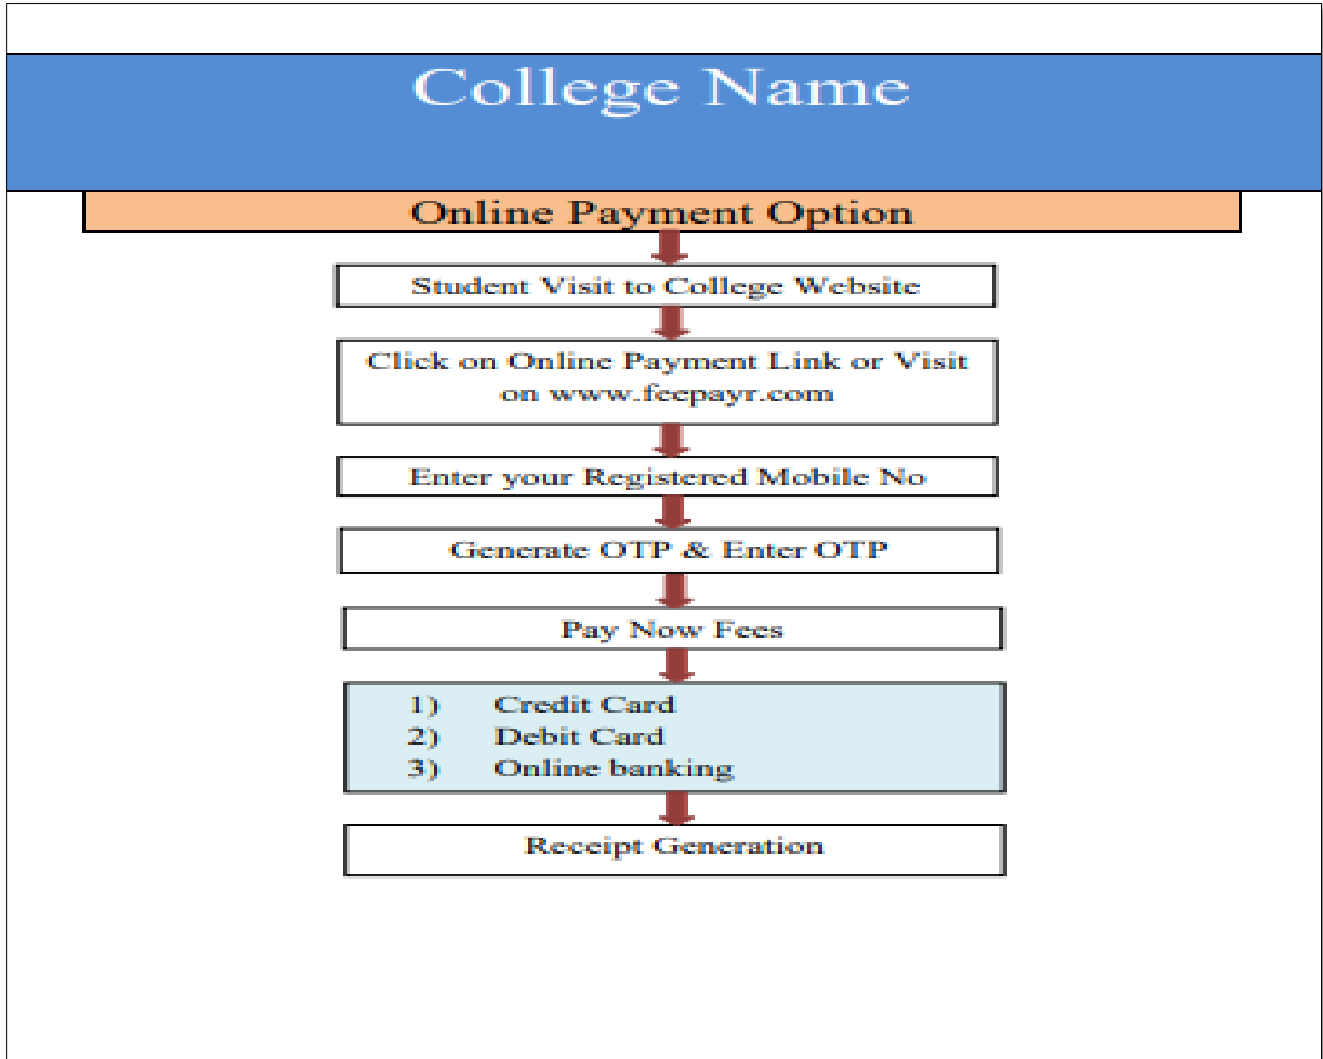 College Name
Online Payment Option
Student Visit to College Website
Click on Online Payment Link or Visit
on www.feepayr.com
Enter your Registered Mobile No
Generate OTP & Enter OTP
Pay Now Fees
1) Credit Card
2) Debit Card
3) Online banking
Receipt Generation